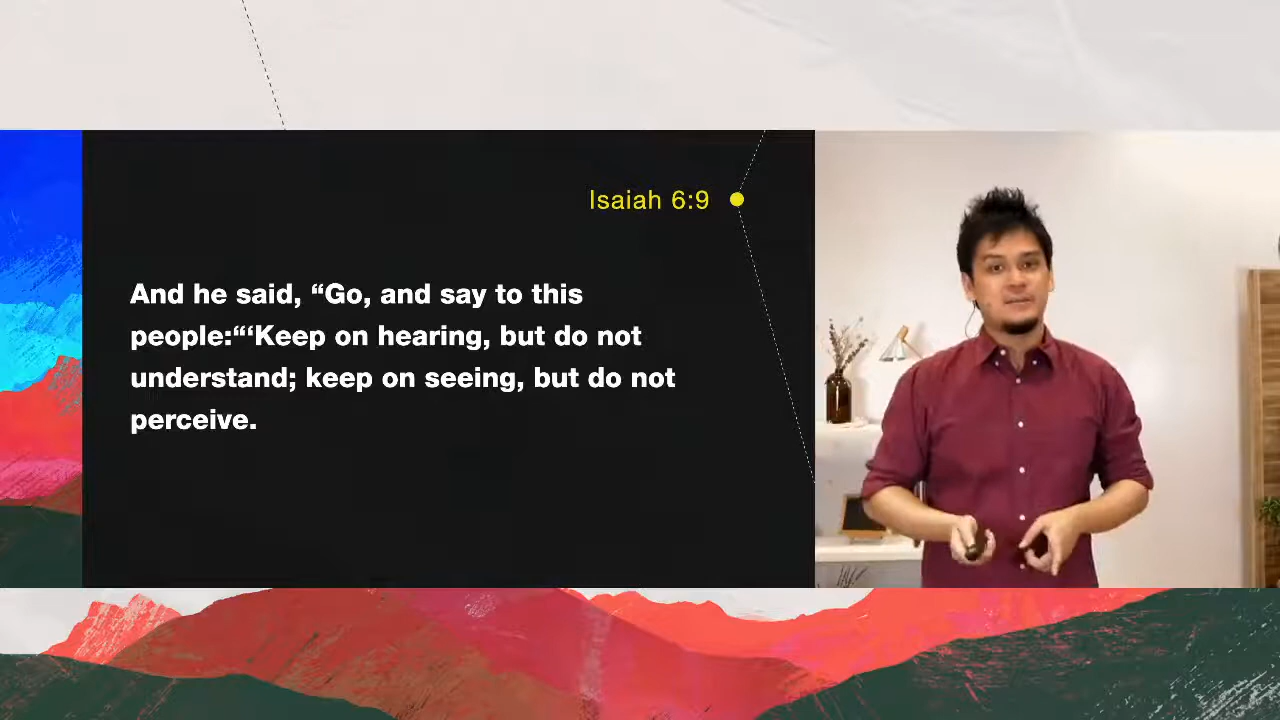 Isaiah 6:9
And he said, “Go, and say to this
people:“‘Keep on hearing, but do not
understand; keep on seeing, but do not
perceive.